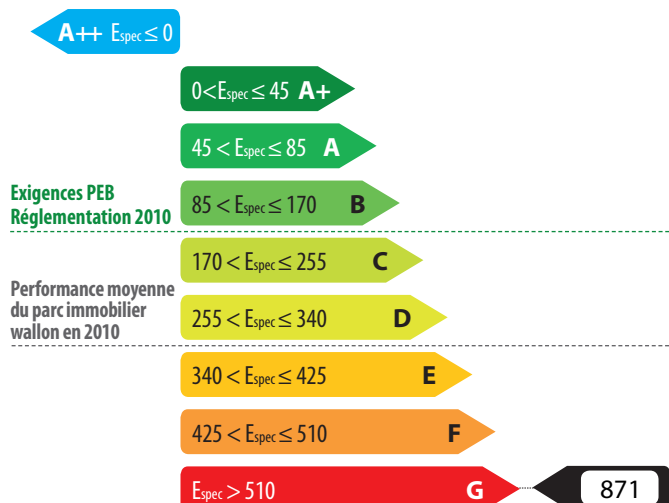 A++ Espec ≤ 0
0<Espec ≤ 45 A+
45 < Espec ≤ 85 A
Exigences PEB
Réglementation 2010
85 < Espec ≤ 170 B
170 < Espec ≤ 255 C
Performance moyenne
du parc immobilier
wallon en 2010
255 < Espec ≤ 340 D
340 < Espec ≤ 425 E
425 < Espec ≤ 510 F
Espec > 510 G
871